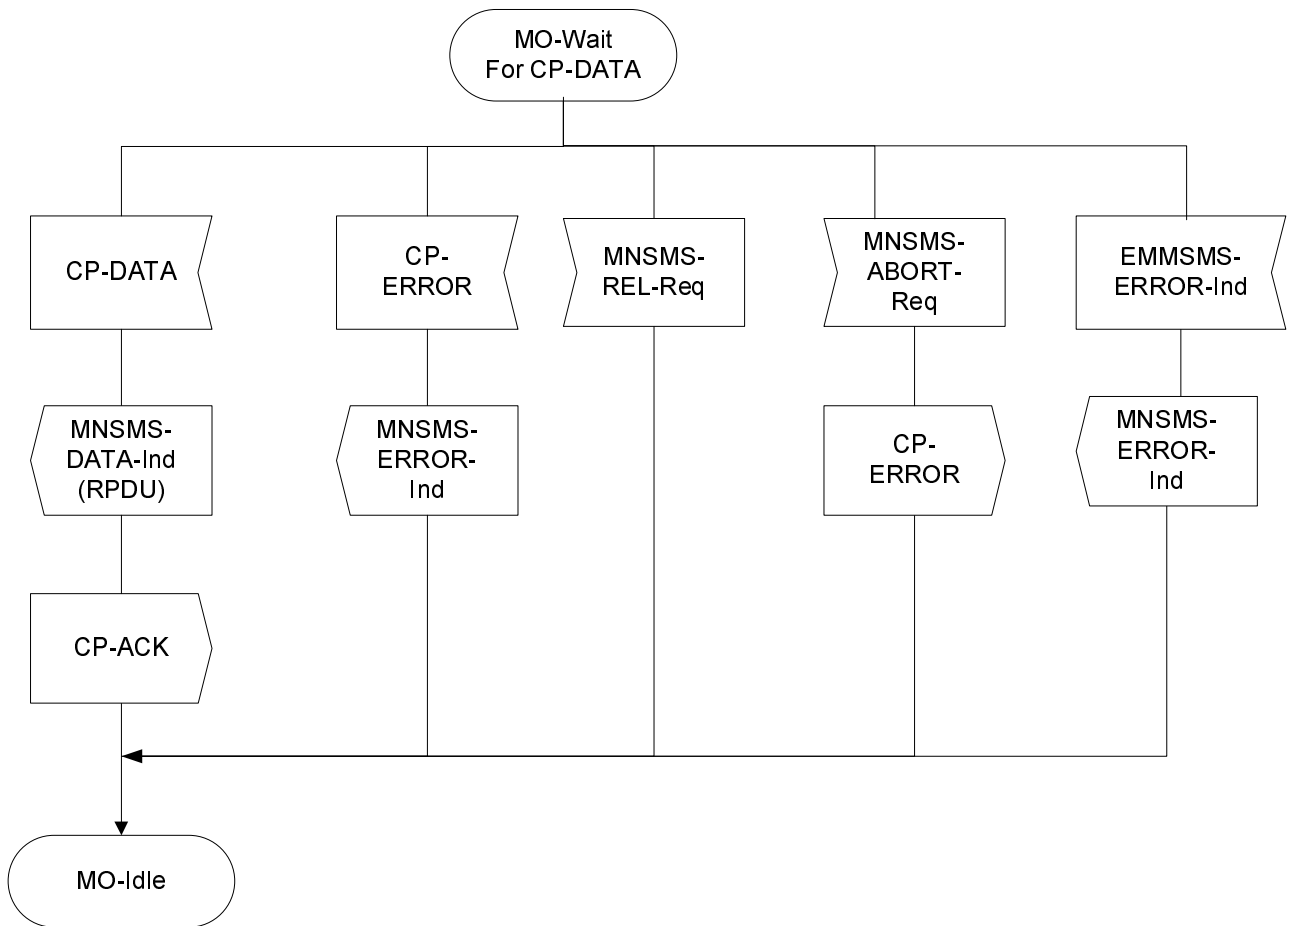 MO-Wait
For CP-DATA
CP-DATA
CP-
ERROR
MNSMS-
REL-Req
MNSMS-
ABORT-
Req
EMMSMS-
ERROR-Ind
MNSMS-
DATA-Ind
(RPDU)
MNSMS-
ERROR-
Ind
CP-
ERROR
MNSMS-
ERROR-
Ind
CP-ACK
MO-Idle